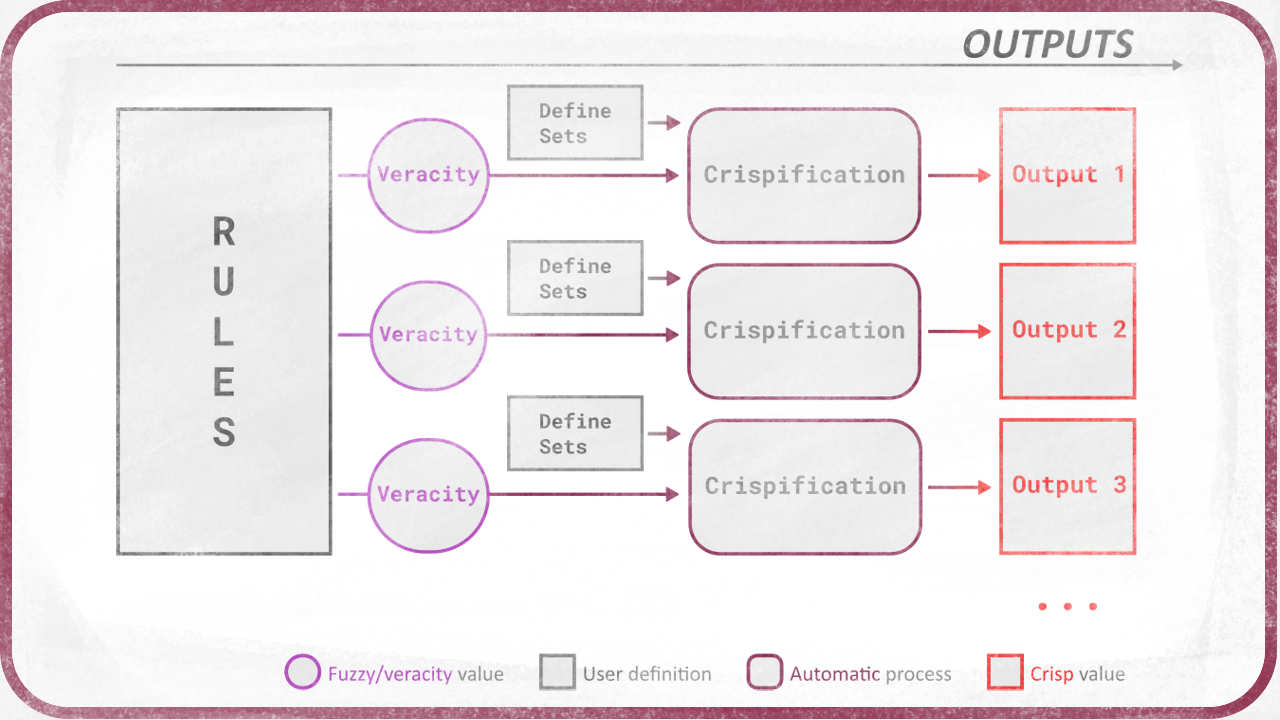 OUTPUTS
R
U
L
E
S
Define
Sets
Veracity
Crispification
Output 1
Define
Sets
Veracity
Crispification
Output 2
Define
Sets
Veracity
Crispification
Output 3
...
Fuzzy/veracity value
User definition
Automatic process
Crisp value